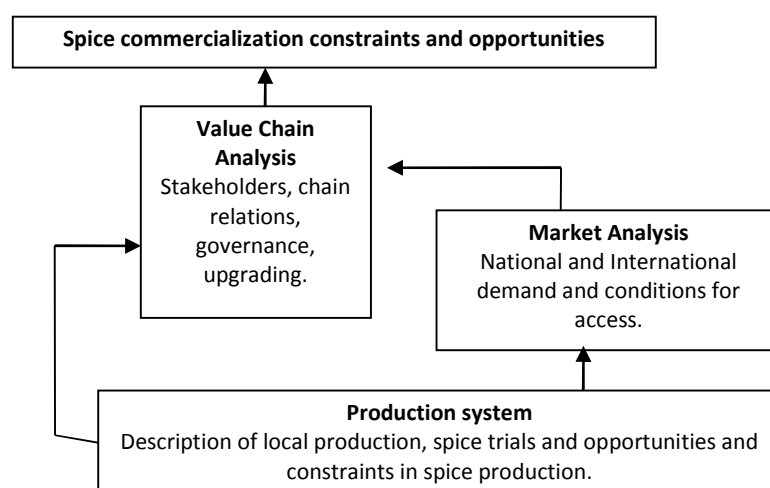 Spice commercialization constraints and opportunities
Value Chain
Analysis
Stakeholders, chain
relations,
governance,
upgrading.
Market Analysis
National and International
demand and conditions for
access.
Production system
Description of local production, spice trials and opportunities and
constraints in spice production.